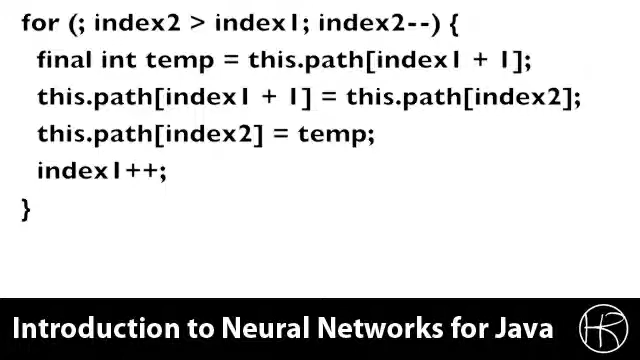 for (; index2 > index1; index2--) {
final int temp = this.path[index1 + 1];
this.path[index1 + 1] = this.path[index2];
this.path[index2] = temp;
index1++;
}
Introduction to Neural Networks for Java